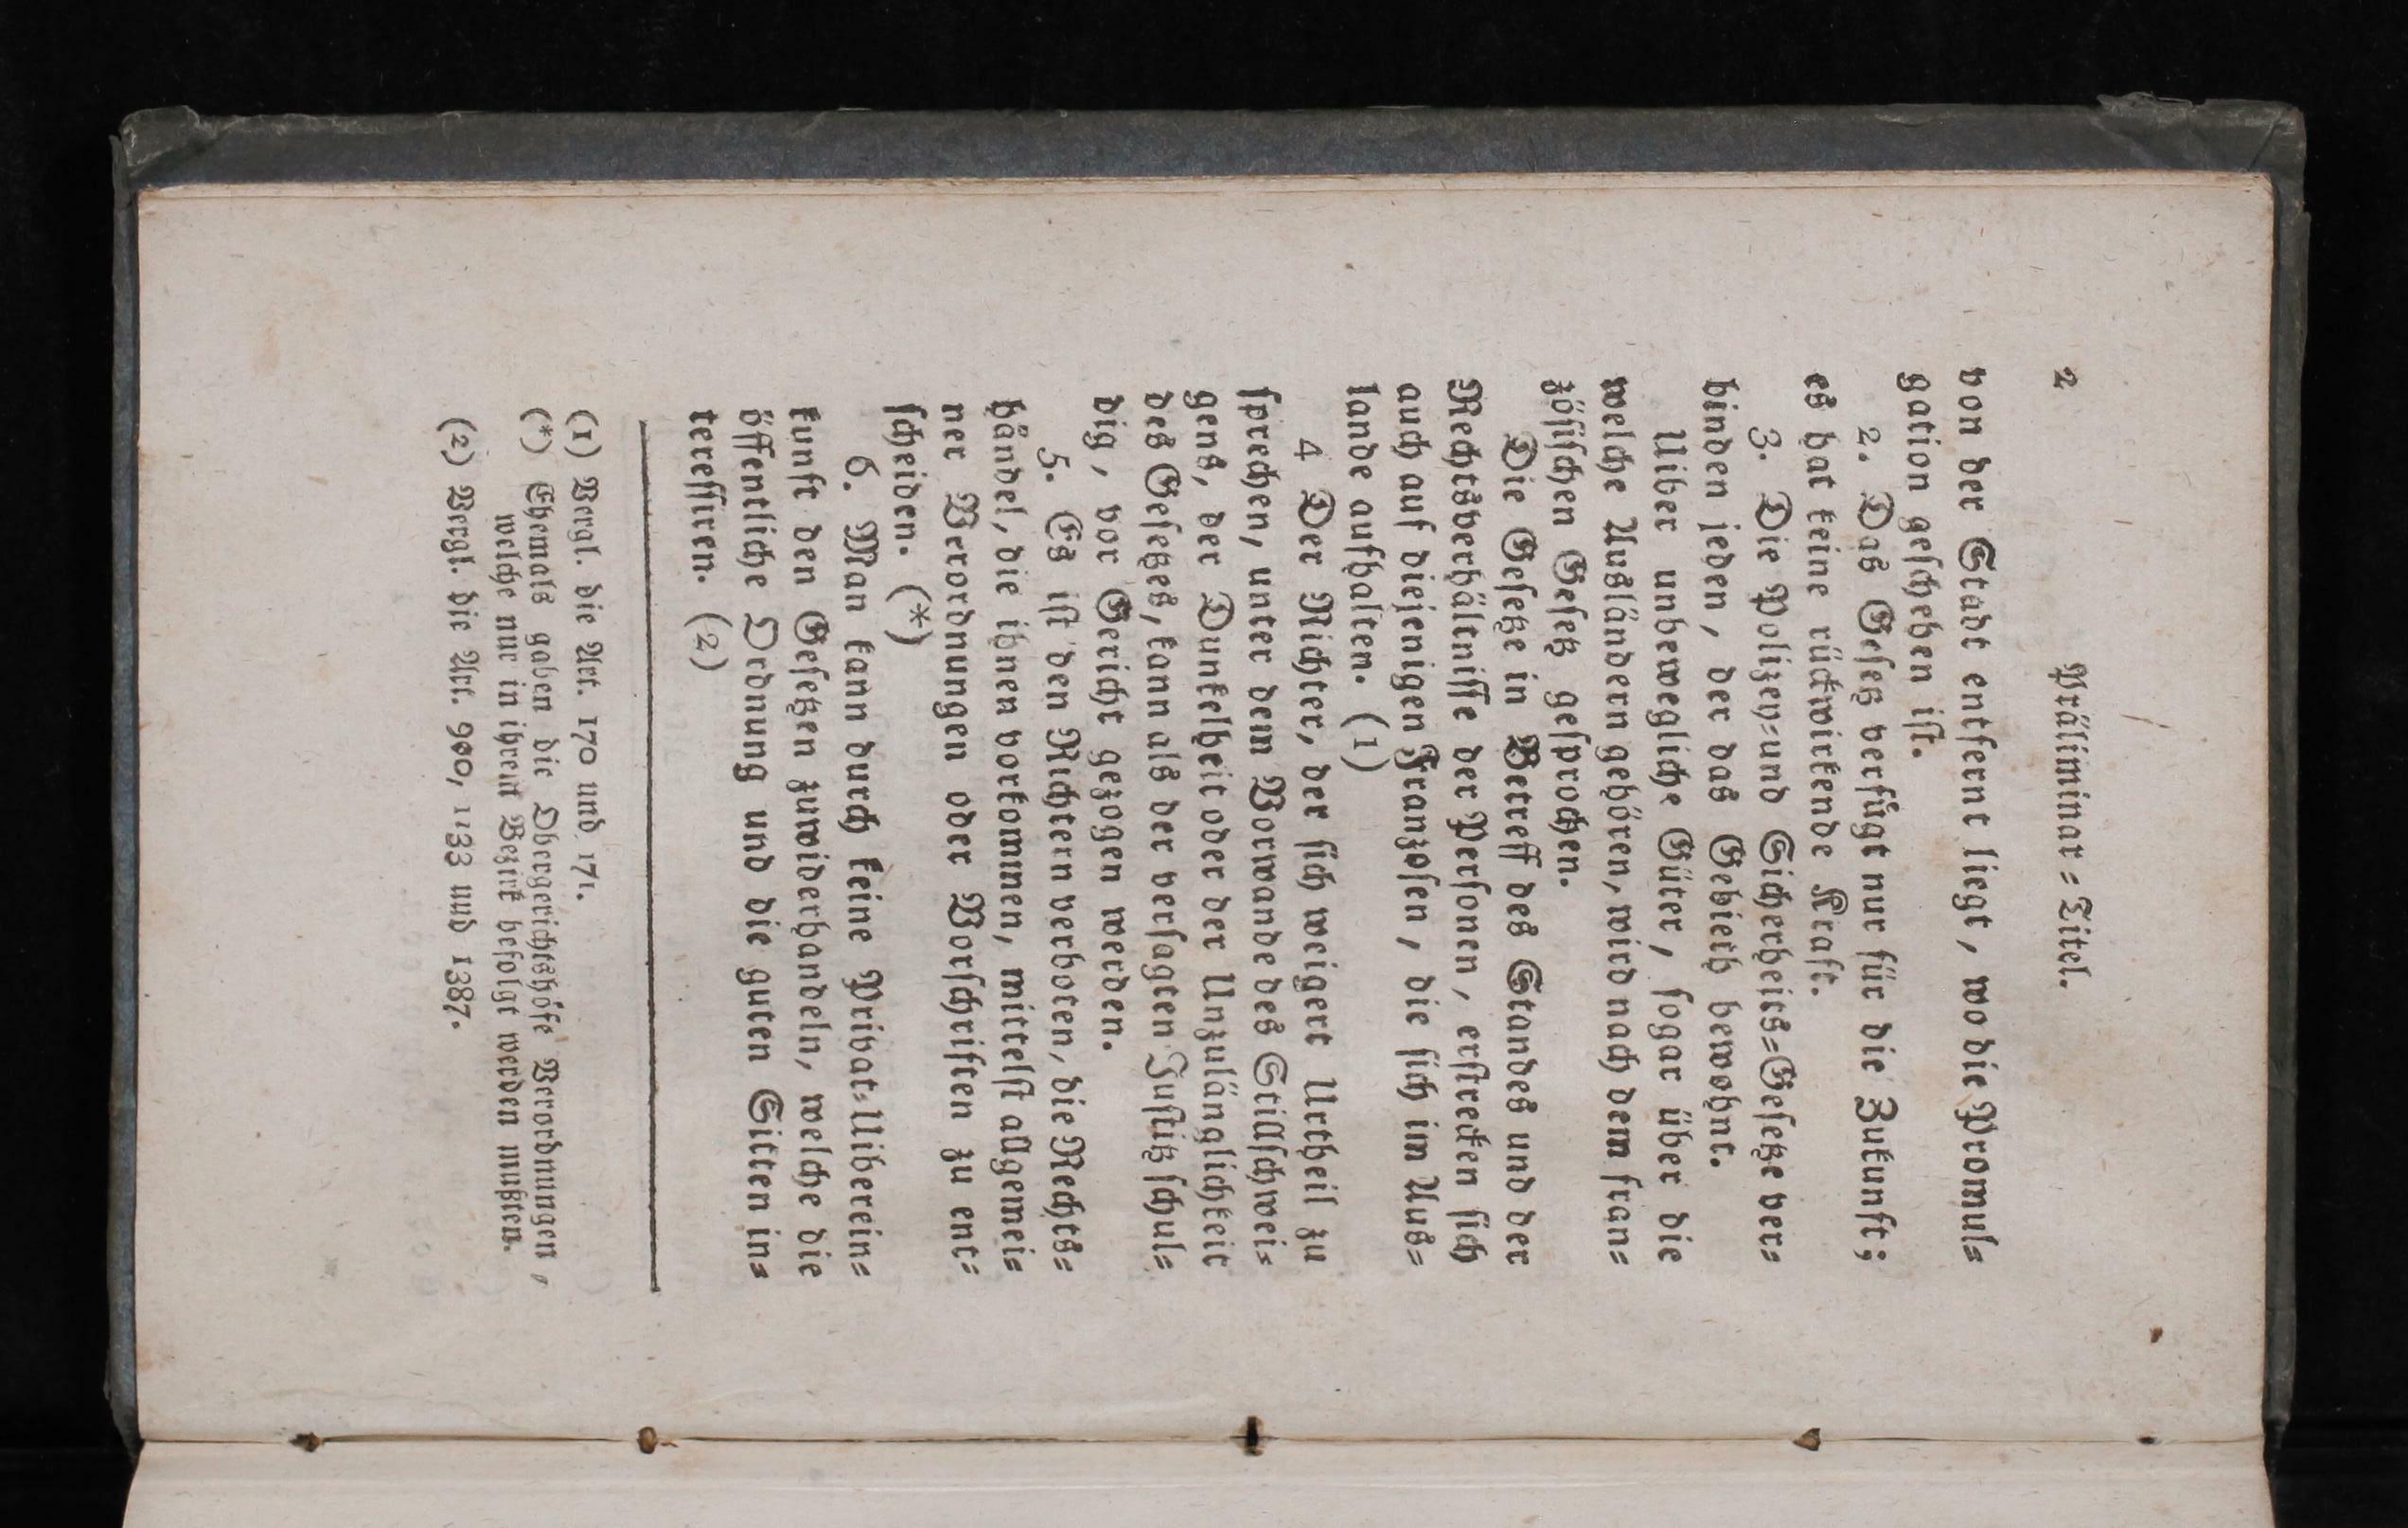 2 Präliminar=Titel.
von der Stadt entfernt liegt, wo die Promul=
gation geschehen ist.
2. Das Gesetz verfügt nur für die Zukunft;
es hat keine rückwirkende Kraft.
3. Die Polizey=und Sicherheits=Gesetze ver=
binden jeden, der das Gebieth bewohnt.
Uiber unbewegliche Güter, sogar über die
welche Ausländern gehören, wird nach dem fran=
zösischen Gesetz gesprochen.
Die Gesetze in Betreff des Standes und der
Rechtsverhältnisse der Personen, erstrecken sich
auch auf diejenigen Franzosen, die sich im Aus=
lande aufhalten. (1)
4 Der Richter, der sich weigert Urtheil zu
sprechen, unter dem Vorwande des Stillschwei=
gens, der Dunkelheit oder der Unzulänglichkeit
des Gesetzes, kann als der versagten Justitz schul=
dig, vor Gericht gezogen werden.
5. Es ist den Richtern verboten, die Rechts=
händel, die ihnen vorkommen, mittelst allgemei=
ner Verordnungen oder Vorschriften zu ent=
scheiden. (*)
6. Man kann durch keine Privat=Uiberein=
kunft den Gesetzen zuwiderhandeln, welche die
öffentliche Ordnung und die guten Sitten in=
teressiren. (2)
(1) Vergl. die Art. 170 und 171.
(*) Ehemals gaben die Obergerichtshöfe Verordnungen,
welche nur in ihrem Bezirk befolgt werden mußten.
(2) Vergl. die Art. 900, 1133 und 1387.